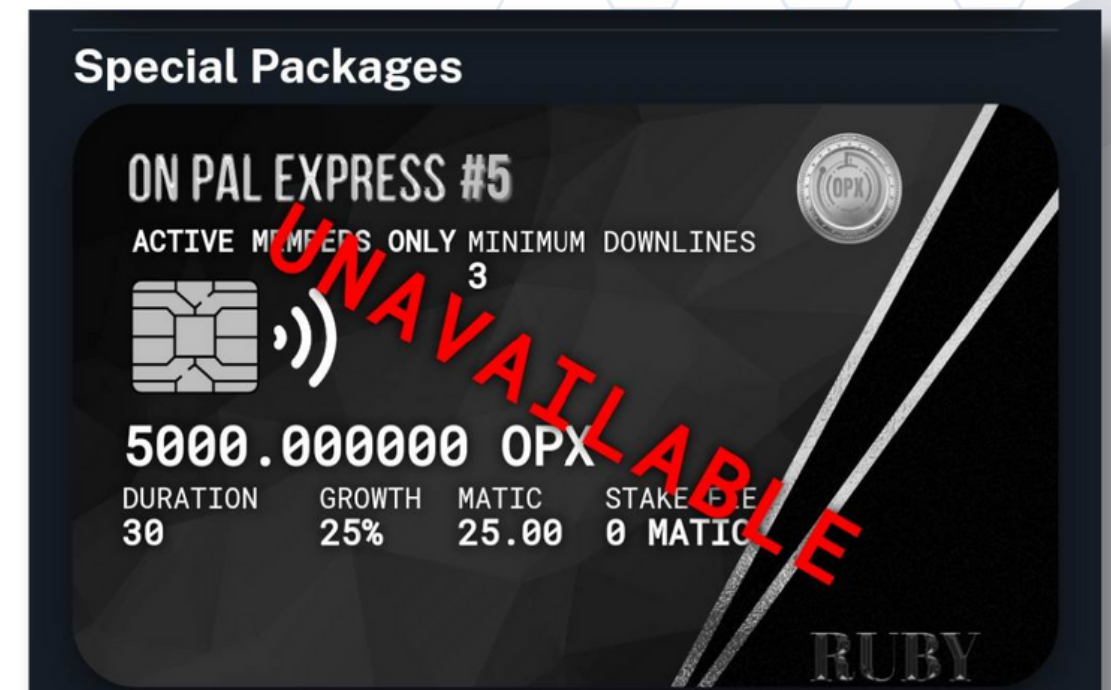 Special Packages
ON PAL EXPRESS #5
(OPX)
ACTIVE MEMBERS ONLY MINIMUM DOWNLINES
3
UNAVAILABLE
5000.000000 OPX
DURATION GROWTH MATIC STAKE FEE
30 25% 25.00 0 MATIC
RUBY